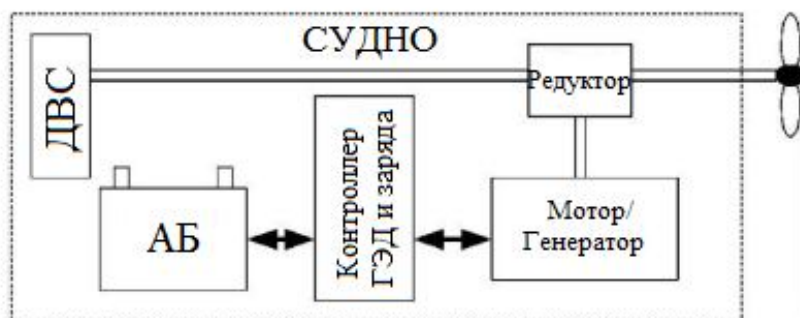 СУДНО
ДВС
Редуктор
Контроллер
ГЭД и заряда
АБ
Мотор/
Генератор